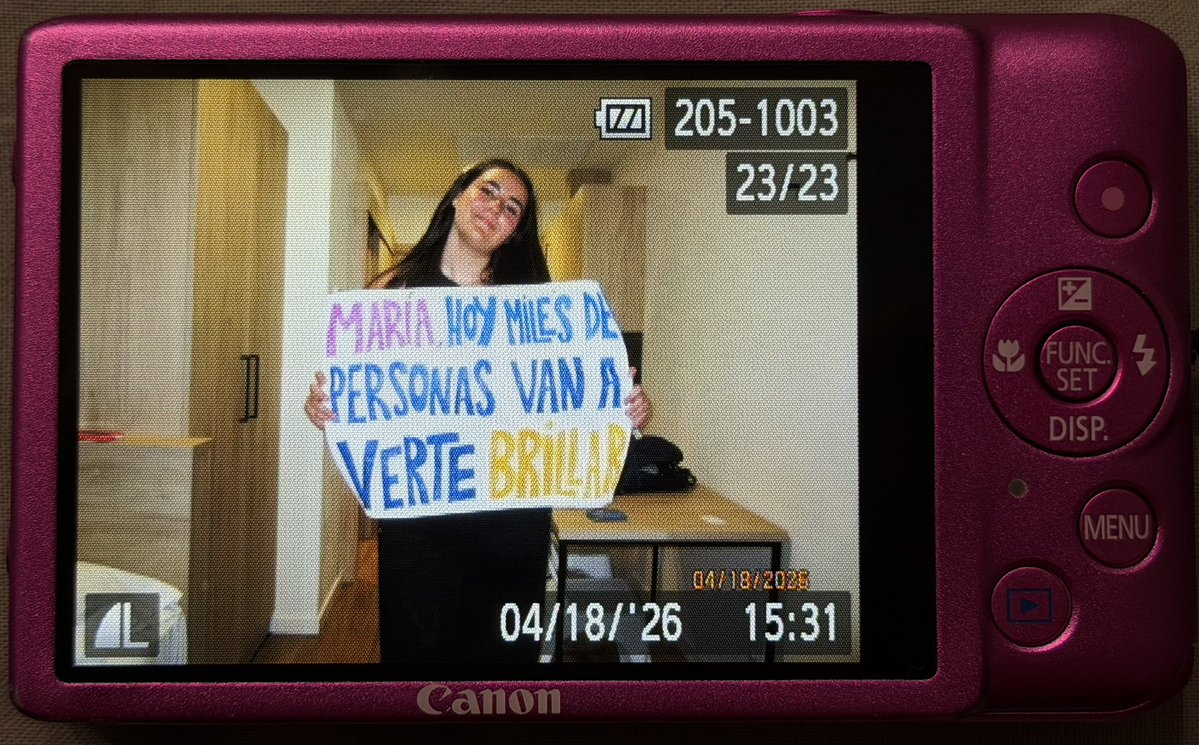 205-1003
23/23
MARÍA, HOY MILES DE
PERSONAS VAN A
VERTE BRILLAR
04/18/2026
L
04/18/'26 15:31
Canon
FUNC.
SET
DISP.
MENU